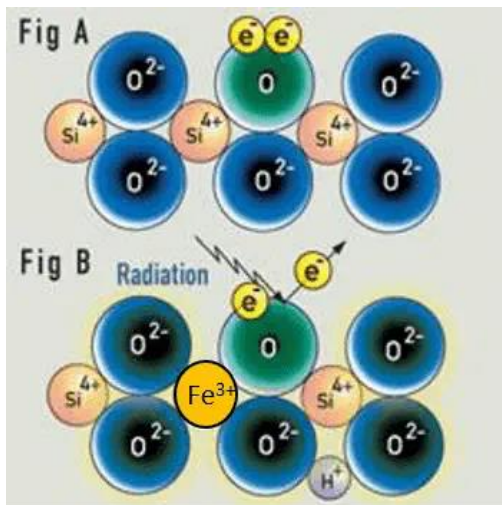 Fig A
e⁻ e⁻
O²⁻ O O²⁻
Si⁴⁺ Si⁴⁺ Si⁴⁺
O²⁻ O²⁻ O²⁻
Fig B
Radiation
e⁻
e⁻
O²⁻ O O²⁻
Si⁴⁺ Fe³⁺ Si⁴⁺
O²⁻ O²⁻ O²⁻
H⁺